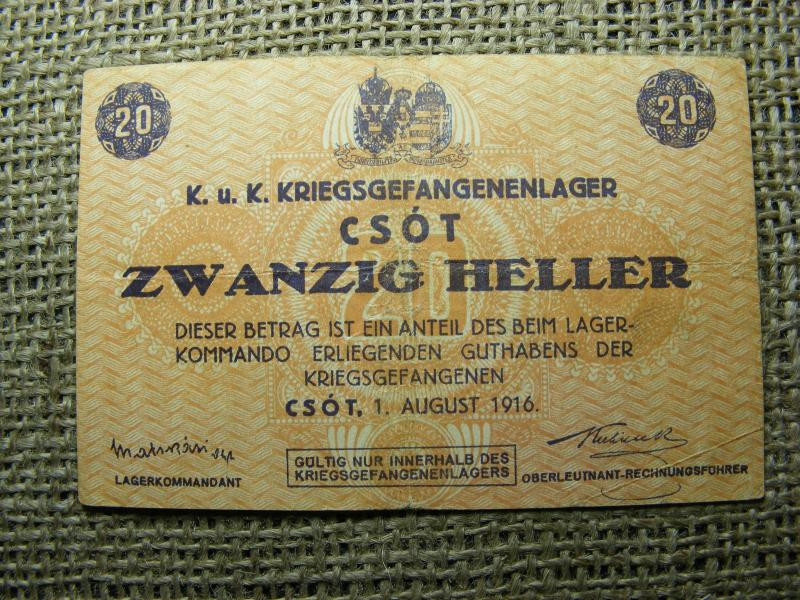 20 20
K. u. K. KRIEGSGEFANGENENLAGER
CSÓT
ZWANZIG HELLER
20
DIESER BETRAG IST EIN ANTEIL DES BEIM LAGER-
KOMMANDO ERLIEGENDEN GUTHABENS DER
KRIEGSGEFANGENEN
CSÓT, 1. AUGUST 1916.
LAGERKOMMANDANT
GÜLTIG NUR INNERHALB DES
KRIEGSGEFANGENENLAGERS
OBERLEUTNANT-RECHNUNGSFÜHRER